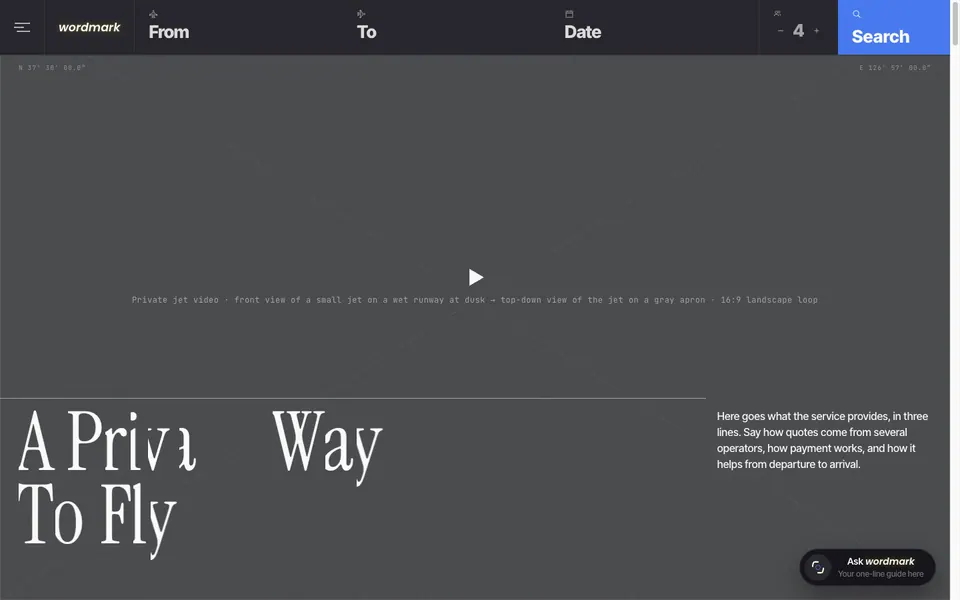 wordmark
From
To
Date
4
Search
N 37° 30' 00.0"
E 126° 57' 00.0"
Private jet video · front view of a small jet on a wet runway at dusk → top-down view of the jet on a gray apron · 16:9 landscape loop
A Priva Way
To Fly
Here goes what the service provides, in three
lines. Say how quotes come from several
operators, how payment works, and how it
helps from departure to arrival.
Ask wordmark
Your one-line guide here